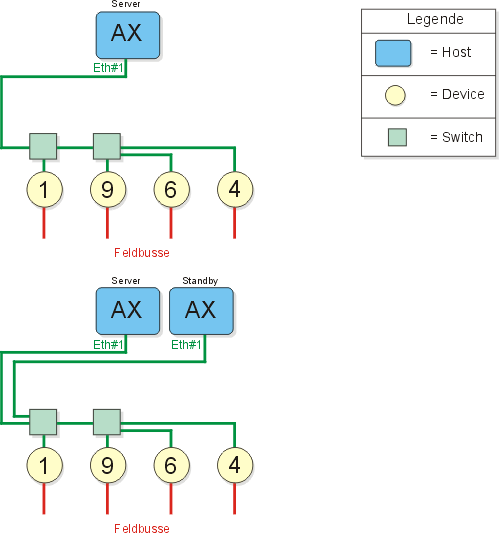 Server
AX
Eth#1
1 9 6 4
Feldbusse
Legende
= Host
= Device
= Switch
Server Standby
AX AX
Eth#1 Eth#1
1 9 6 4
Feldbusse